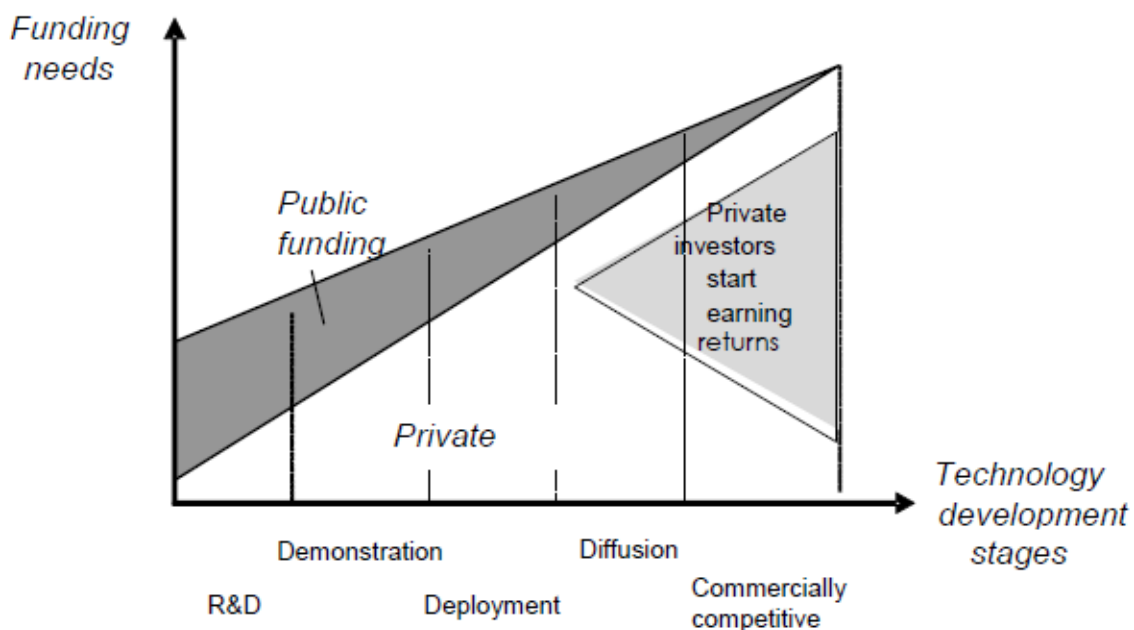 Funding
needs
Public
funding
Private
investors
start
earning
returns
Private
Technology
development
stages
Demonstration
Diffusion
R&D
Deployment
Commercially
competitive